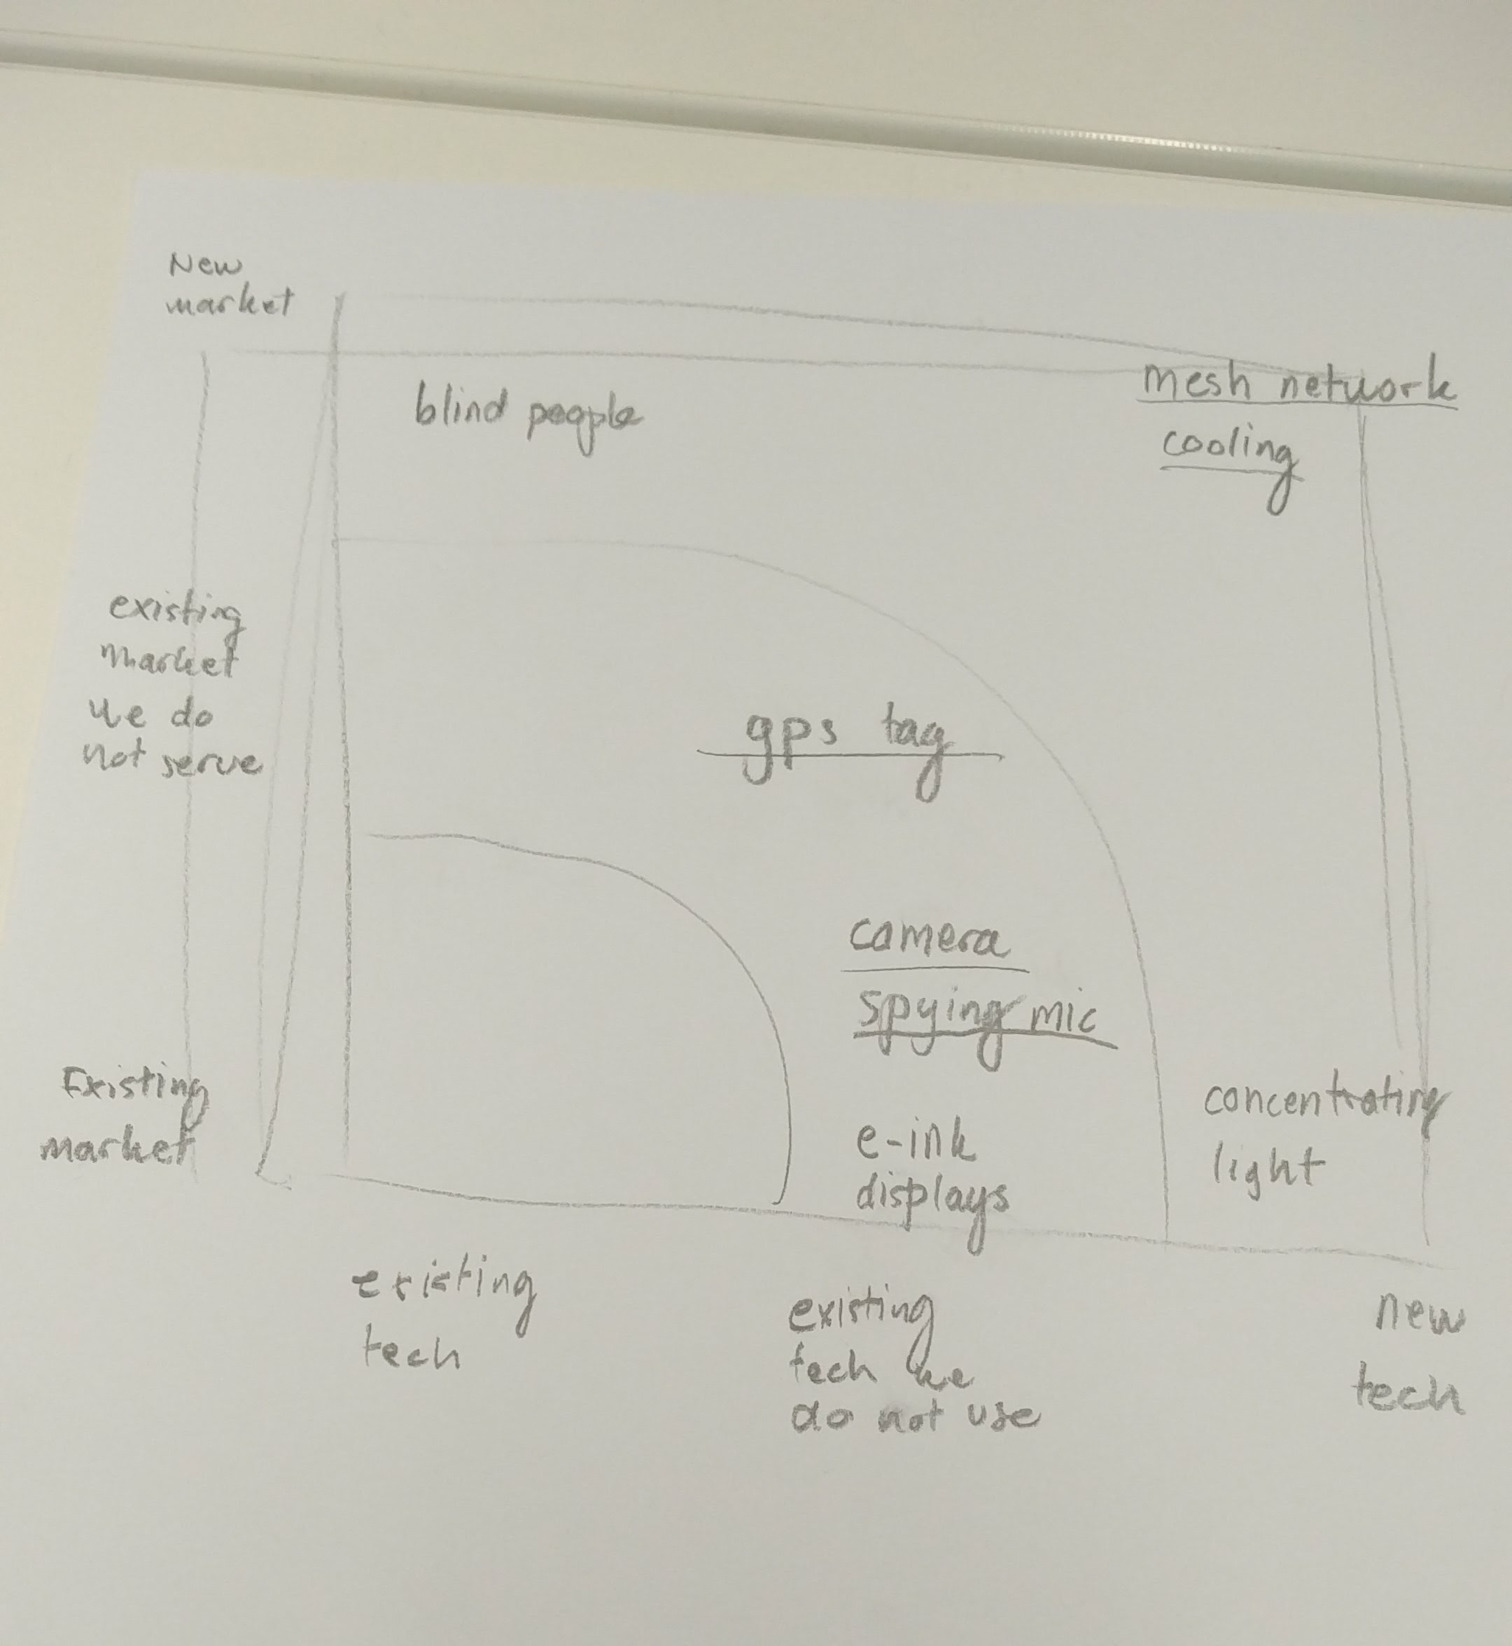 New
market
blind people
mesh network
cooling
existing
market
we do
not serve
gps tag
camera
spying mic
Existing
market
e-ink
displays
concentrating
light
existing
tech
existing
tech we
do not use
new
tech